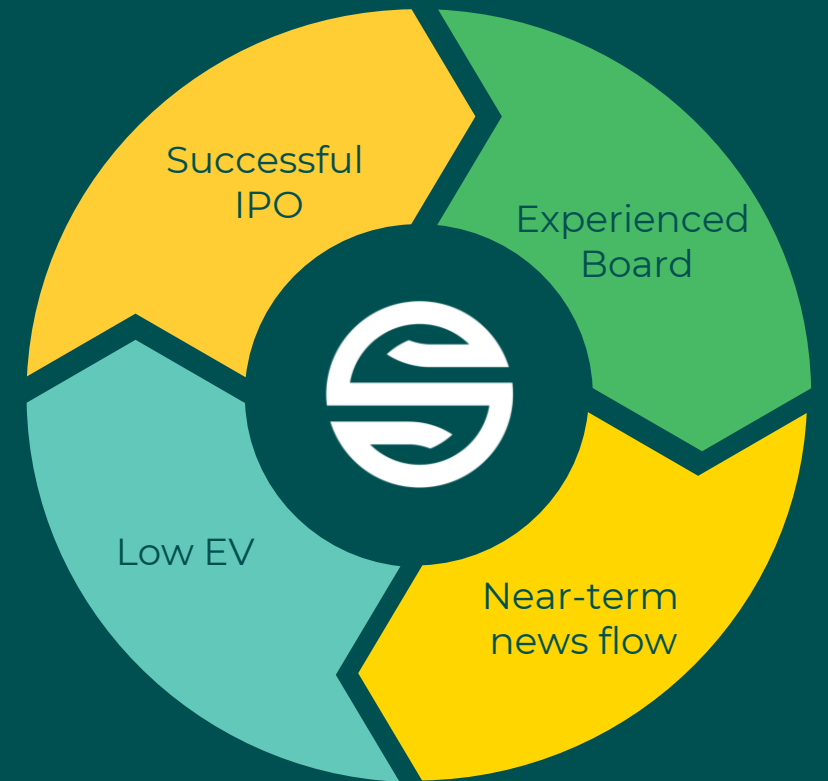 Successful
IPO
Experienced
Board
Low EV
Near-term
news flow